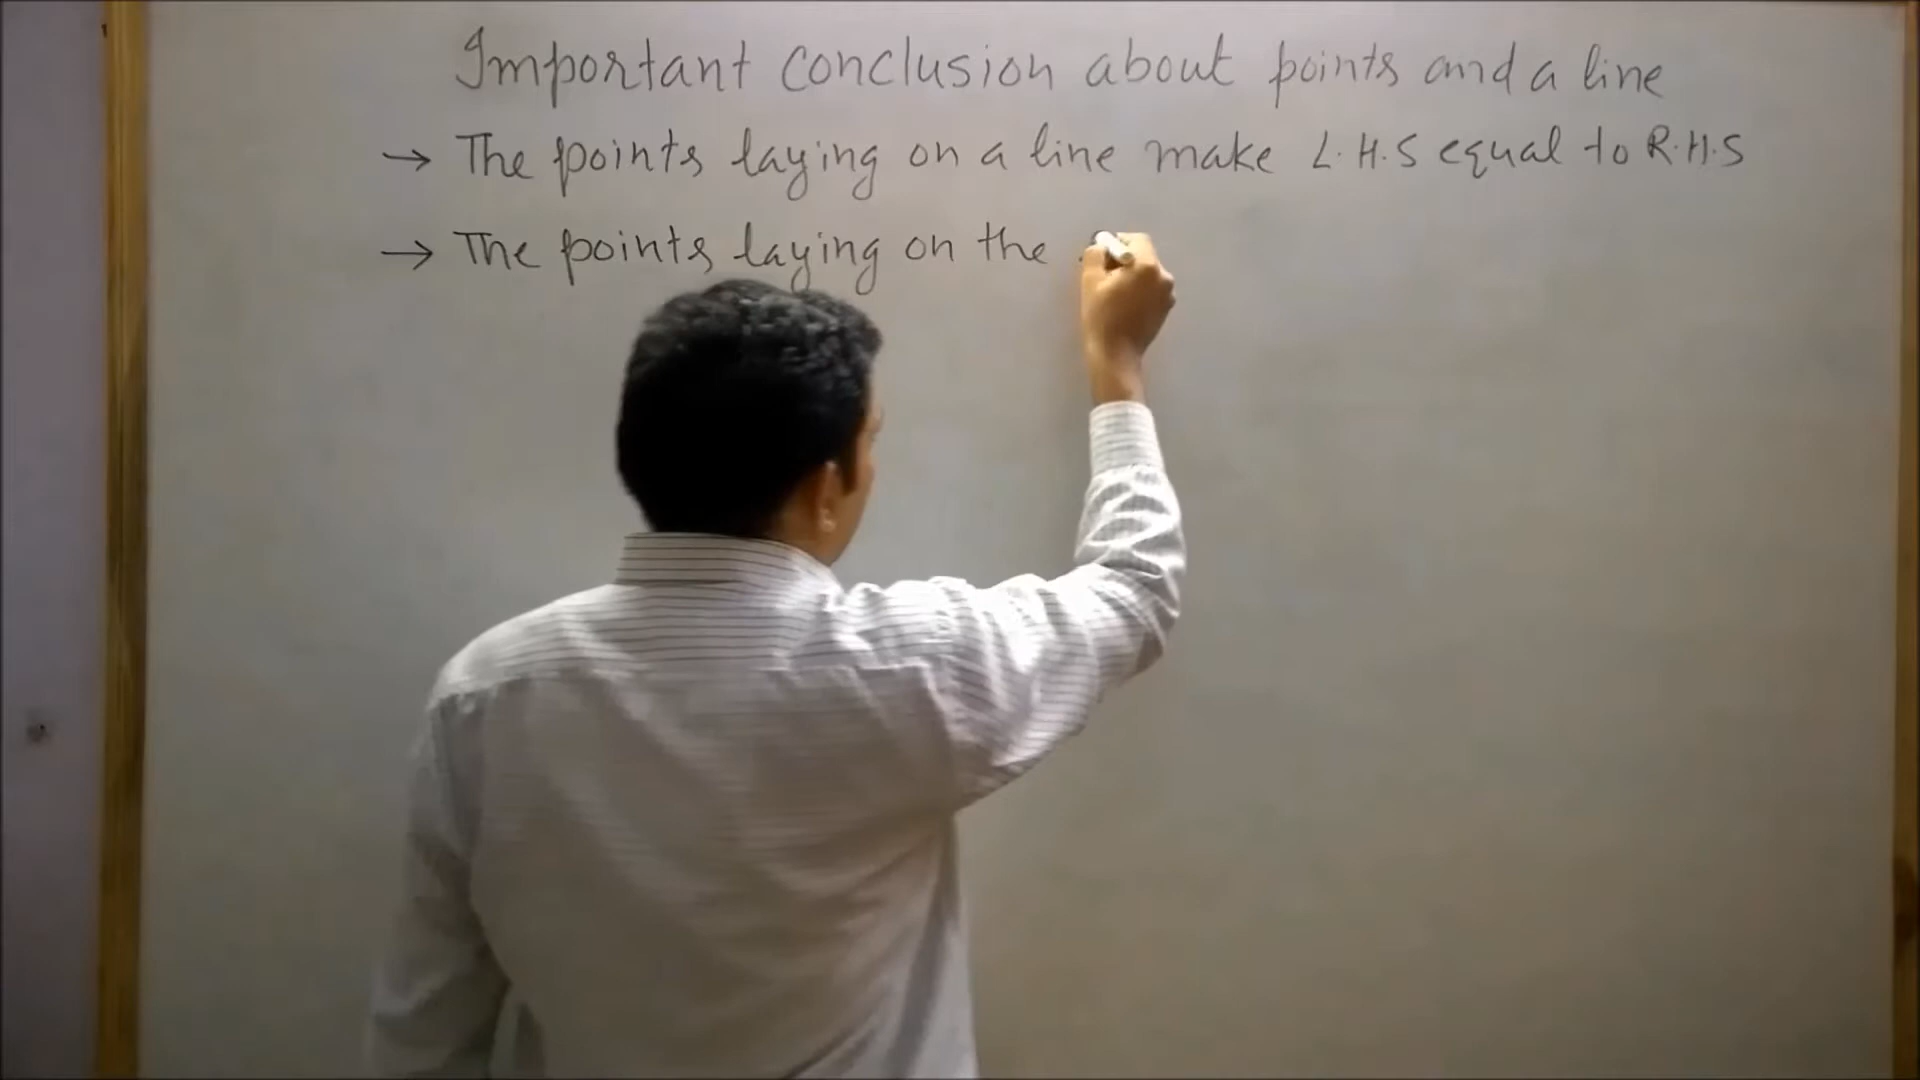 Important conclusion about points and a line
→ The points laying on a line make L.H.S equal to R.H.S
→ The points laying on the